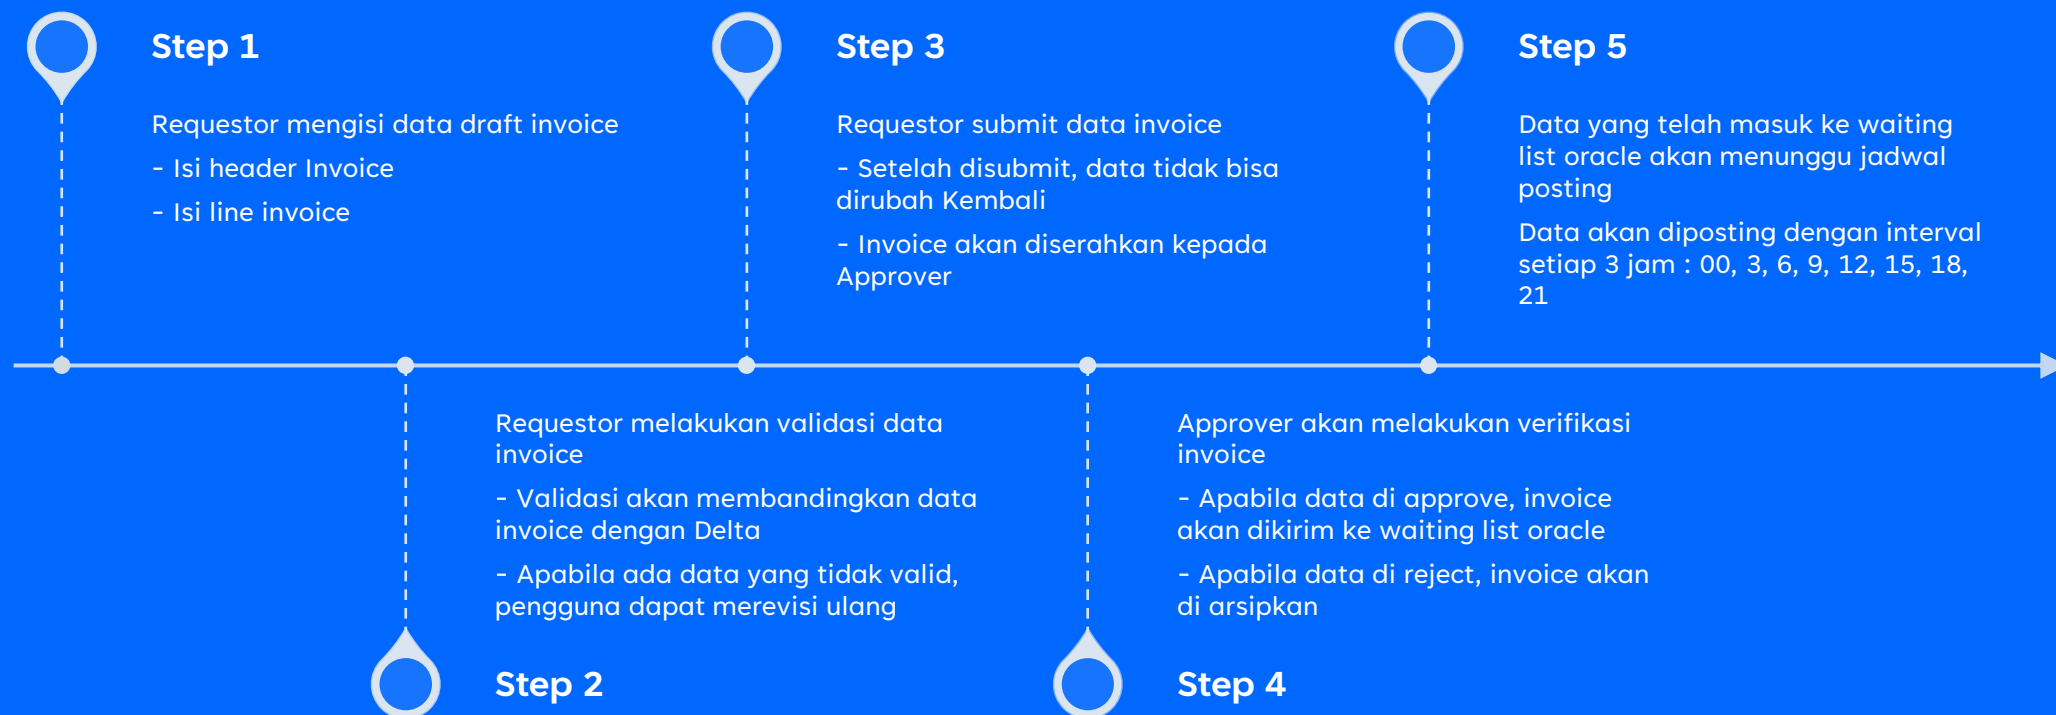 Step 1
Requestor mengisi data draft invoice
- Isi header Invoice
- Isi line invoice
Requestor melakukan validasi data
invoice
- Validasi akan membandingkan data
invoice dengan Delta
- Apabila ada data yang tidak valid,
pengguna dapat merevisi ulang
Step 2
Step 3
Requestor submit data invoice
- Setelah disubmit, data tidak bisa
dirubah Kembali
- Invoice akan diserahkan kepada
Approver
Approver akan melakukan verifikasi
invoice
- Apabila data di approve, invoice
akan dikirim ke waiting list oracle
- Apabila data di reject, invoice akan
di arsipkan
Step 4
Step 5
Data yang telah masuk ke waiting
list oracle akan menunggu jadwal
posting
Data akan diposting dengan interval
setiap 3 jam : 00, 3, 6, 9, 12, 15, 18,
21